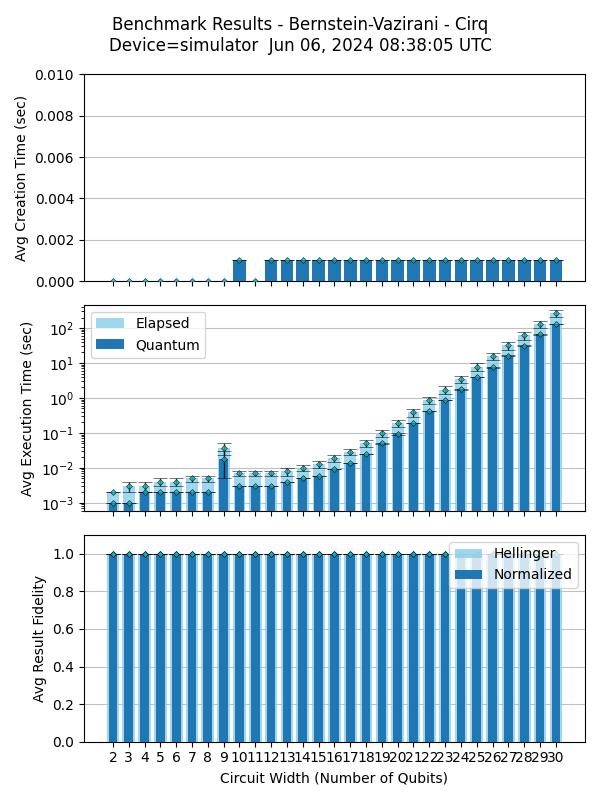 Benchmark Results - Bernstein-Vazirani - Cirq
Device=simulator  Jun 06, 2024 08:38:05 UTC
Avg Creation Time (sec)
0.010
0.008
0.006
0.004
0.002
0.000
Avg Execution Time (sec)
Elapsed
Quantum
10²
10¹
10⁰
10⁻¹
10⁻²
10⁻³
Avg Result Fidelity
Hellinger
Normalized
1.0
0.8
0.6
0.4
0.2
0.0
2 3 4 5 6 7 8 9 10 11 12 13 14 15 16 17 18 19 20 21 22 23 24 25 26 27 28 29 30
Circuit Width (Number of Qubits)